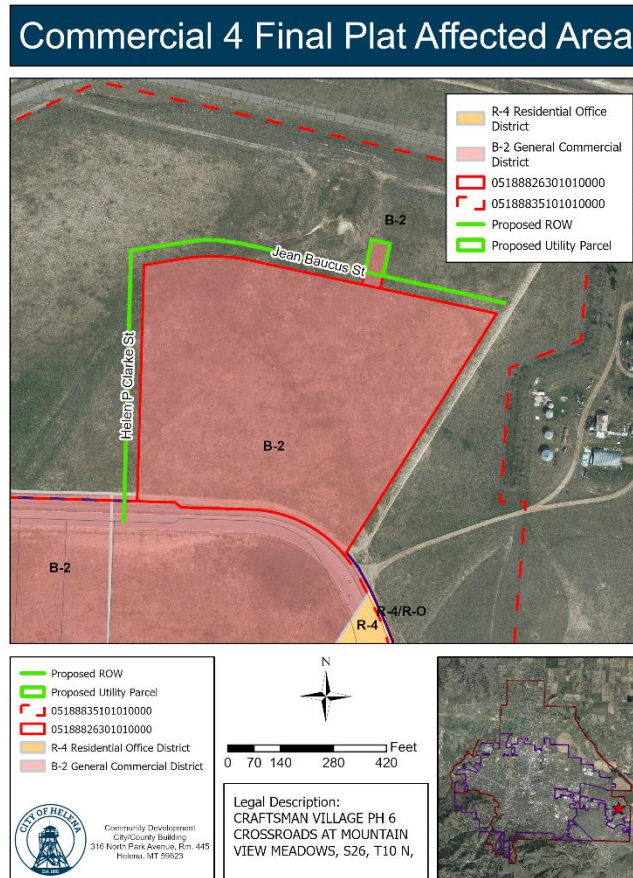 Commercial 4 Final Plat Affected Area
R-4 Residential Office
District
B-2 General Commercial
District
05188826301010000
05188835101010000
Proposed ROW
Proposed Utility Parcel
B-2
Jean Baucus St
Helen P Clarke St
B-2
B-2
R-4/R-O
R-4
Proposed ROW
Proposed Utility Parcel
05188835101010000
05188826301010000
R-4 Residential Office District
B-2 General Commercial District
N
Feet
0 70 140 280 420
CITY OF HELENA
Community Development
City/County Building
316 North Park Avenue, Rm. 445
Helena, MT 59623
Legal Description:
CRAFTSMAN VILLAGE PH 6
CROSSROADS AT MOUNTAIN
VIEW MEADOWS, S26, T10 N,